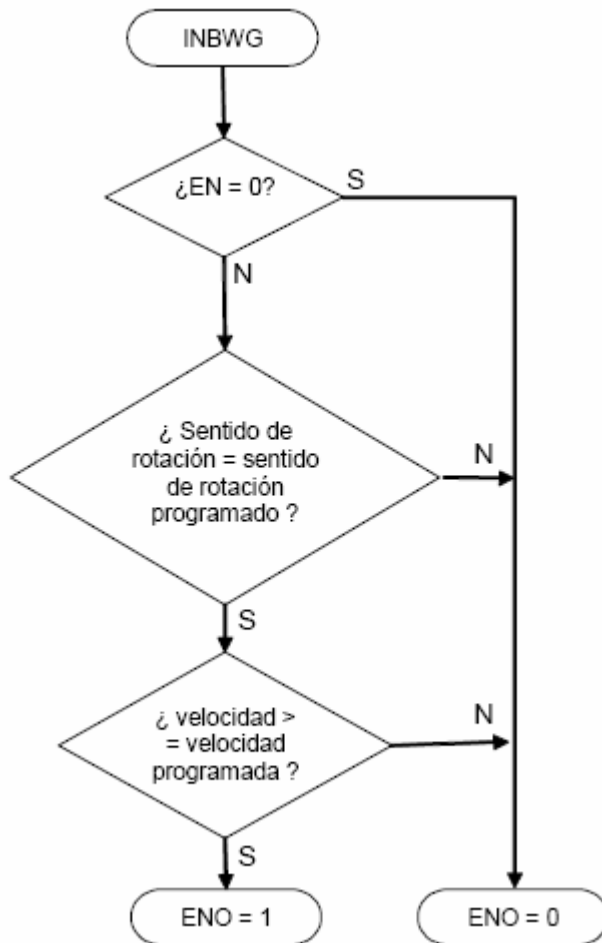 INBWG
¿EN = 0?
S
N
¿ Sentido de
rotación = sentido
de rotación
programado ?
N
S
¿ velocidad >
= velocidad
programada ?
N
S
ENO = 1
ENO = 0